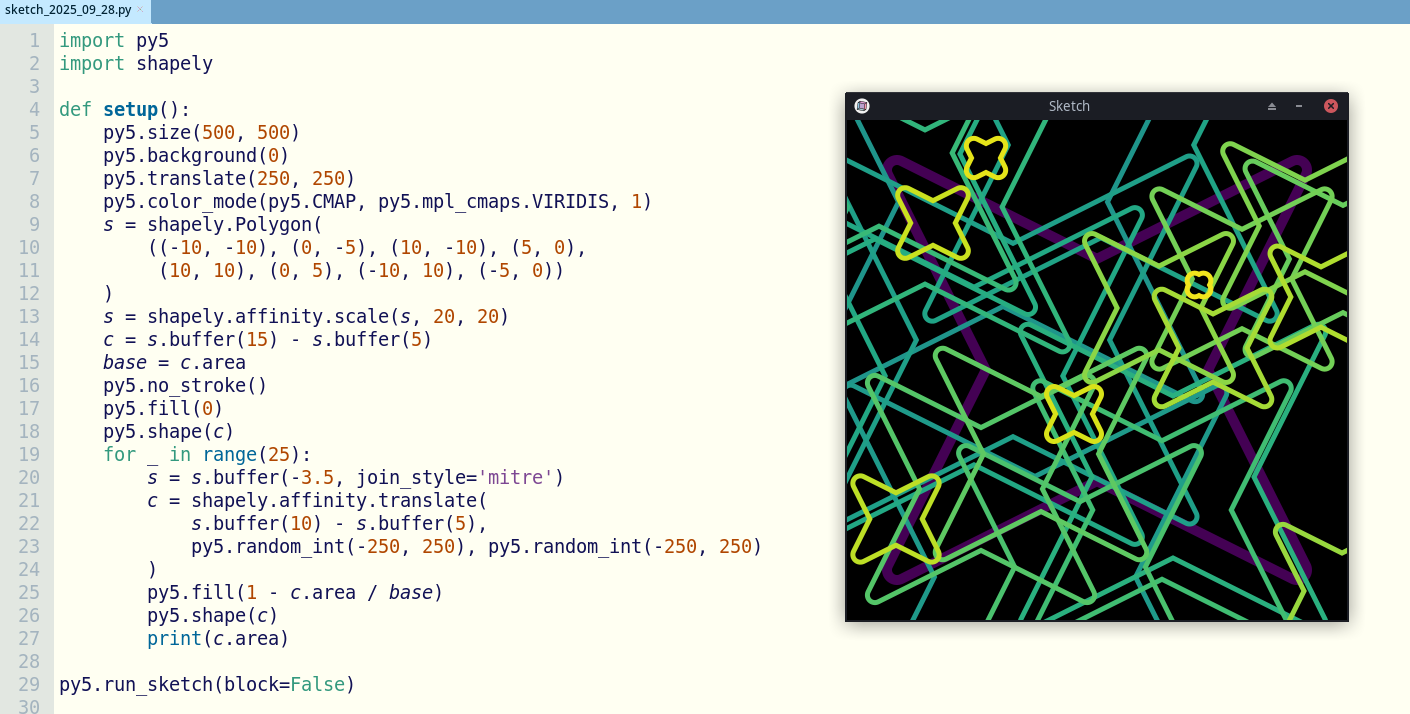 sketch_2025_09_28.py ×
1 import py5
2 import shapely
3
4 def setup():
5     py5.size(500, 500)
6     py5.background(0)
7     py5.translate(250, 250)
8     py5.color_mode(py5.CMAP, py5.mpl_cmaps.VIRIDIS, 1)
9     s = shapely.Polygon(
10         ((-10, -10), (0, -5), (10, -10), (5, 0),
11          (10, 10), (0, 5), (-10, 10), (-5, 0))
12     )
13     s = shapely.affinity.scale(s, 20, 20)
14     c = s.buffer(15) - s.buffer(5)
15     base = c.area
16     py5.no_stroke()
17     py5.fill(0)
18     py5.shape(c)
19     for _ in range(25):
20         s = s.buffer(-3.5, join_style='mitre')
21         c = shapely.affinity.translate(
22             s.buffer(10) - s.buffer(5),
23             py5.random_int(-250, 250), py5.random_int(-250, 250)
24         )
25         py5.fill(1 - c.area / base)
26         py5.shape(c)
27         print(c.area)
28
29 py5.run_sketch(block=False)
30
Sketch